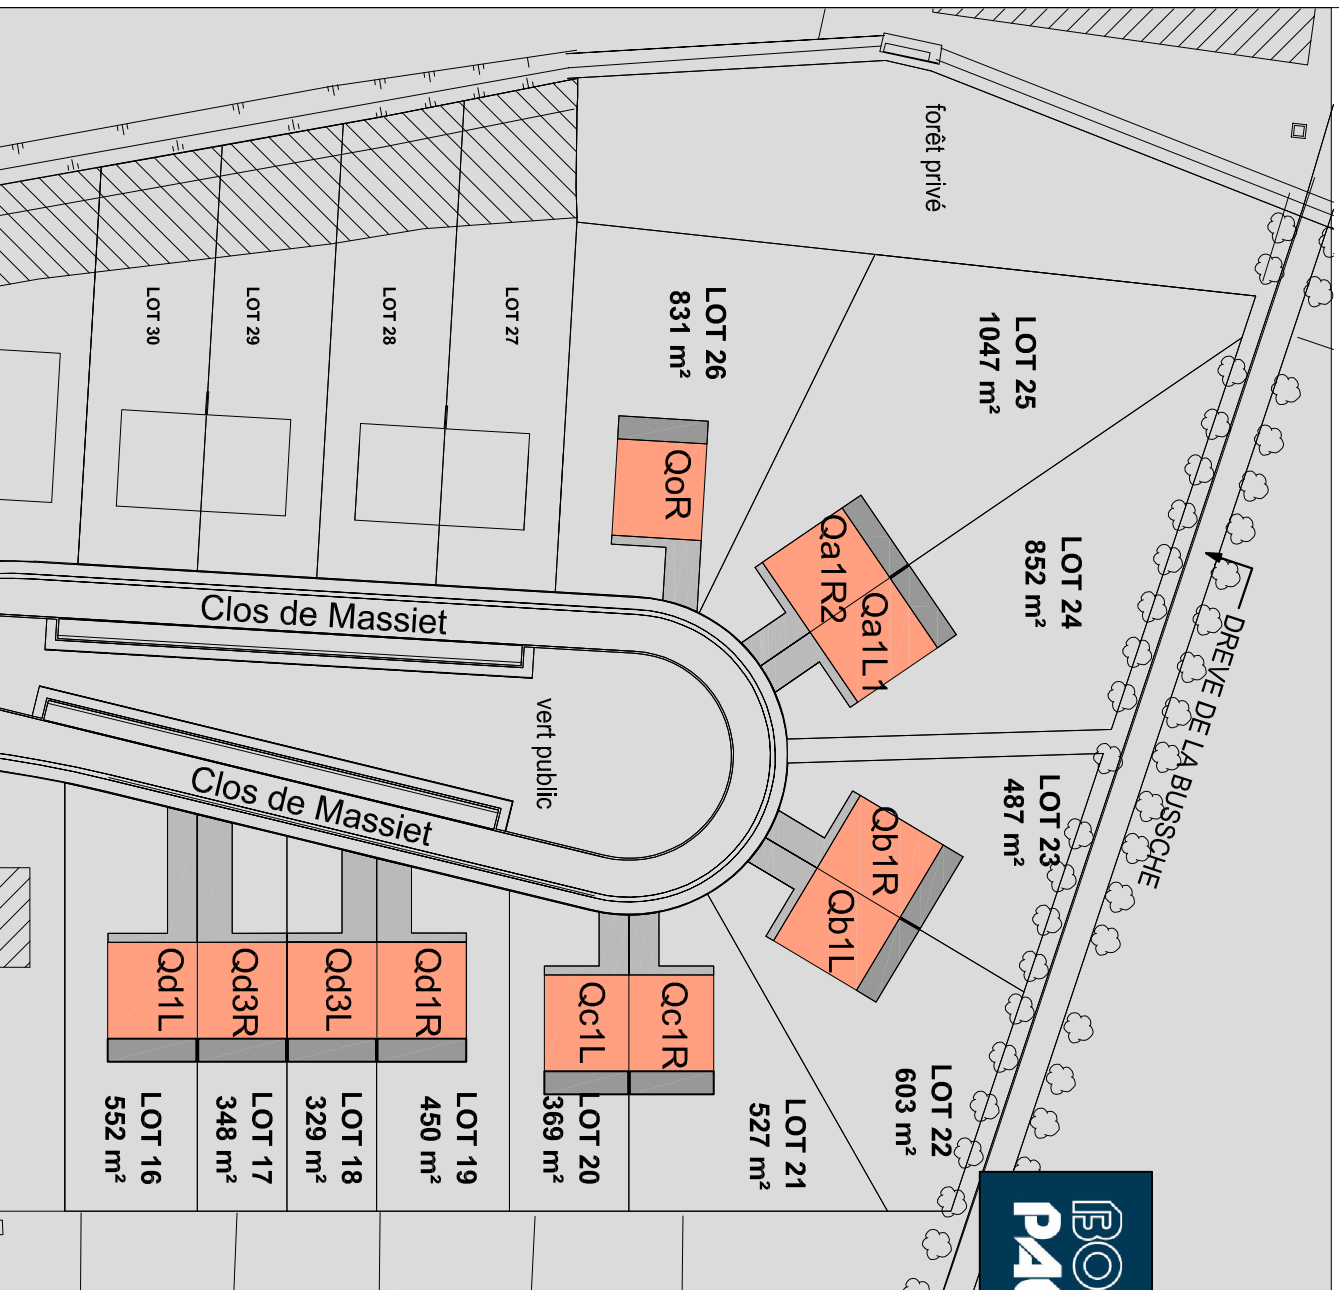 forêt privé
LOT 30
LOT 29
LOT 28
LOT 27
LOT 26
831 m²
LOT 25
1047 m²
LOT 24
852 m²
QoR
Qa1R2
Qa1L1
Clos de Massiet
DREVE DE LA BUSSCHE
vert public
Clos de Massiet
LOT 23
487 m²
Qb1R
Qb1L
Qd1L
Qd3R
Qd3L
Qd1R
Qc1L
Qc1R
LOT 16
552 m²
LOT 17
348 m²
LOT 18
329 m²
LOT 19
450 m²
LOT 20
369 m²
LOT 21
527 m²
LOT 22
603 m²
BO